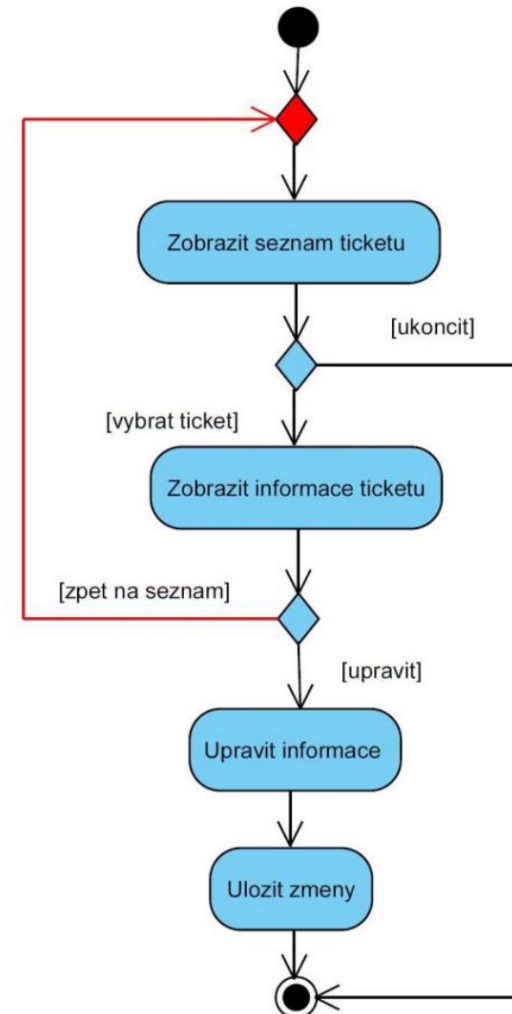 Zobrazit seznam ticketu
[ukoncit]
[vybrat ticket]
Zobrazit informace ticketu
[zpet na seznam]
[upravit]
Upravit informace
Ulozit zmeny